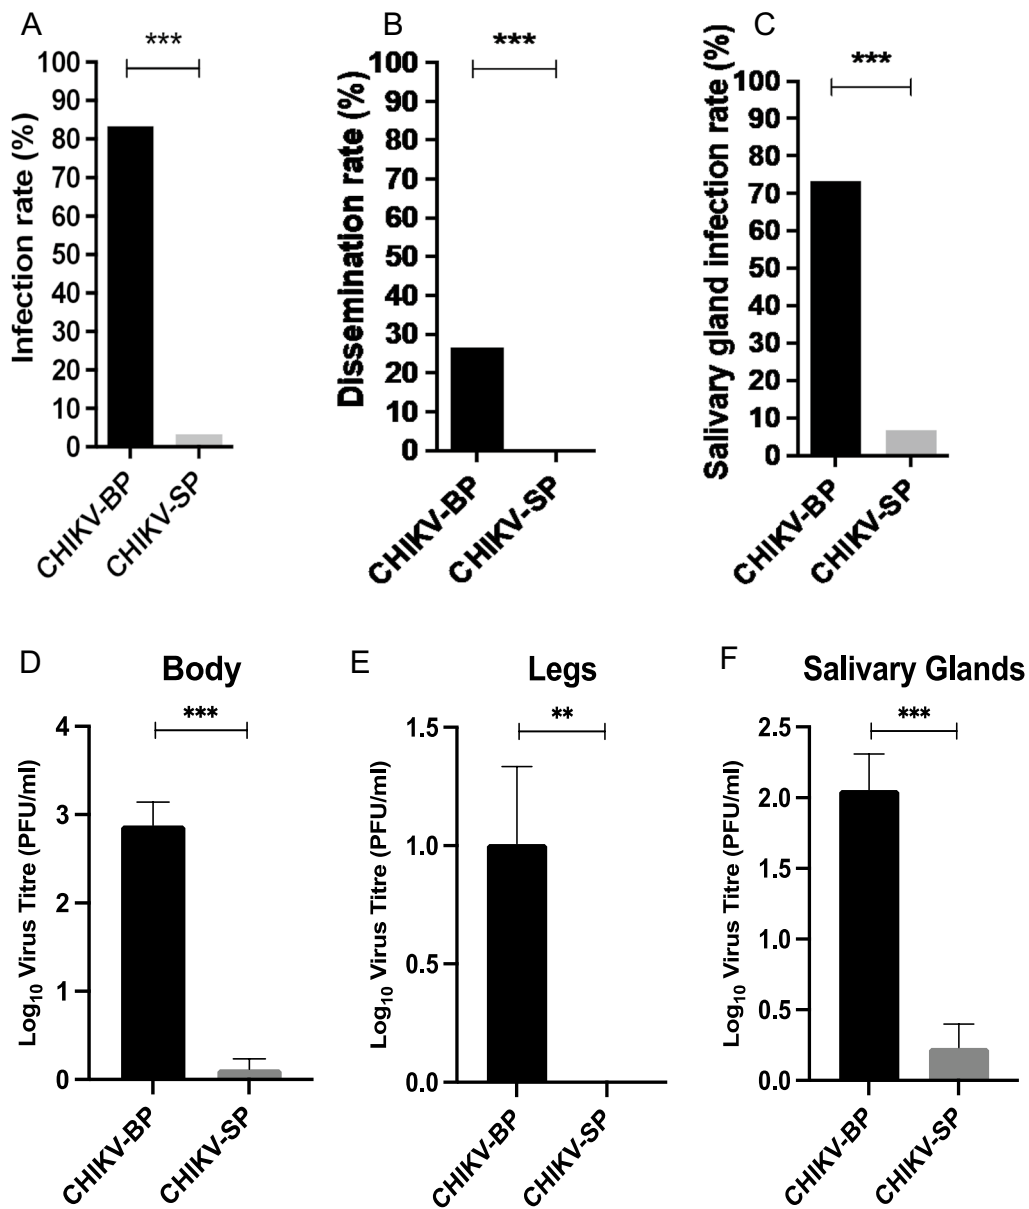 A
***
Infection rate (%)
100
90
80
70
60
50
40
30
20
10
0
CHIKV-BP
CHIKV-SP
B
***
Dissemination rate (%)
100
90
80
70
60
50
40
30
20
10
0
CHIKV-BP
CHIKV-SP
C
***
Salivary gland infection rate (%)
100
90
80
70
60
50
40
30
20
10
0
CHIKV-BP
CHIKV-SP
D
Body
***
Log10 Virus Titre (PFU/ml)
4
3
2
1
0
CHIKV-BP
CHIKV-SP
E
Legs
**
Log10 Virus Titre (PFU/ml)
1.5
1.0
0.5
0.0
CHIKV-BP
CHIKV-SP
F
Salivary Glands
***
Log10 Virus Titre (PFU/ml)
2.5
2.0
1.5
1.0
0.5
0.0
CHIKV-BP
CHIKV-SP